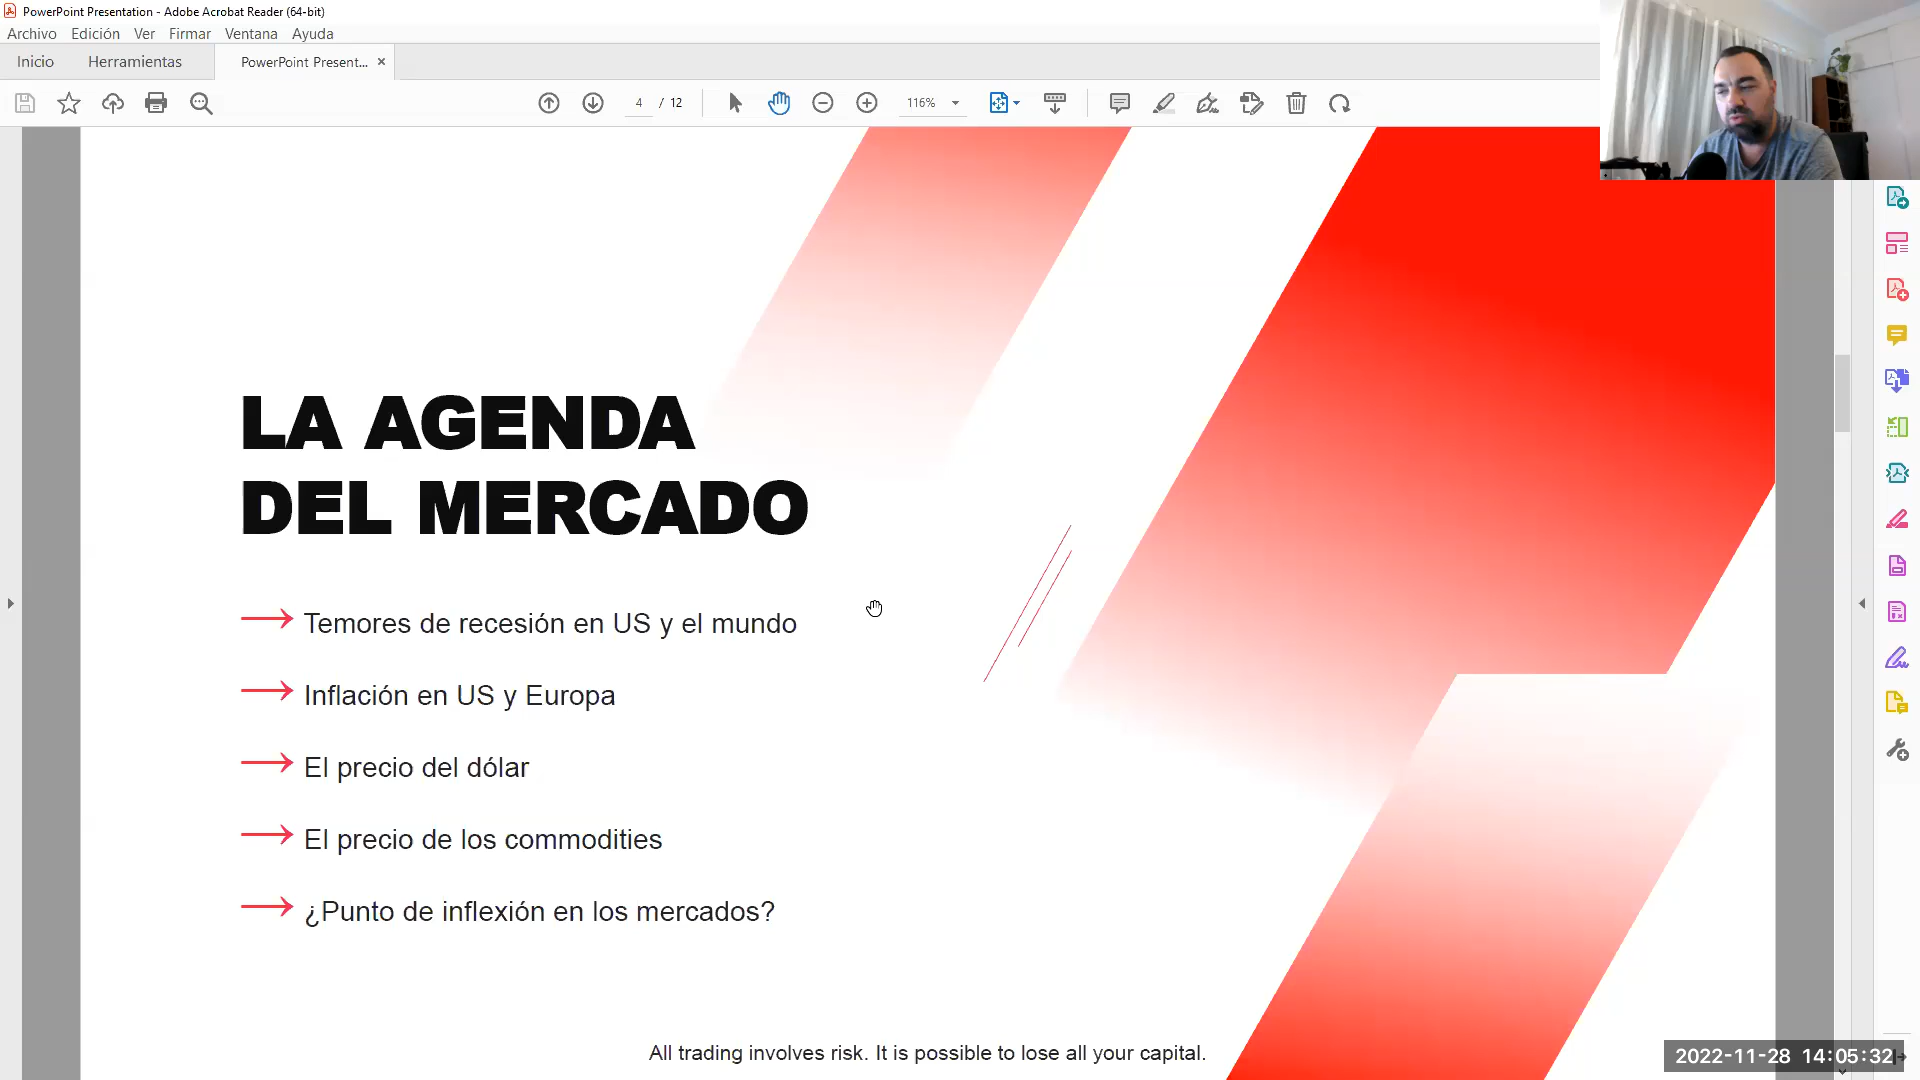 PowerPoint Presentation - Adobe Acrobat Reader (64-bit)
Archivo Edición Ver Firmar Ventana Ayuda
Inicio Herramientas PowerPoint Present... ×
4 / 12 116%
LA AGENDA
DEL MERCADO
Temores de recesión en US y el mundo
Inflación en US y Europa
El precio del dólar
El precio de los commodities
¿Punto de inflexión en los mercados?
All trading involves risk. It is possible to lose all your capital.
2022-11-28 14:05:32